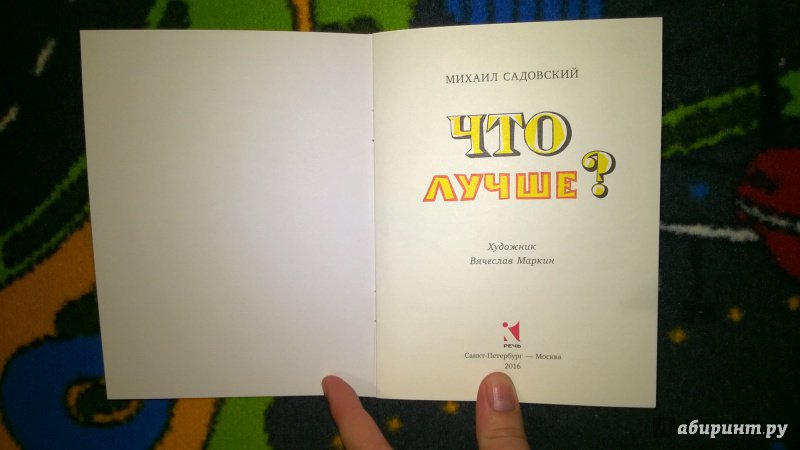 МИХАИЛ САДОВСКИЙ
ЧТО
ЛУЧШЕ?
Художник
Вячеслав Маркин
РЕЧЬ
Санкт-Петербург — Москва
2016
Лабиринт.ру